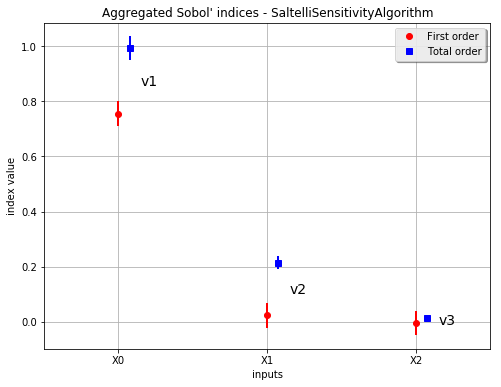 Aggregated Sobol' indices - SaltelliSensitivityAlgorithm
First order
Total order
1.0
0.8
0.6
0.4
0.2
0.0
index value
v1
v2
v3
X0
X1
X2
inputs